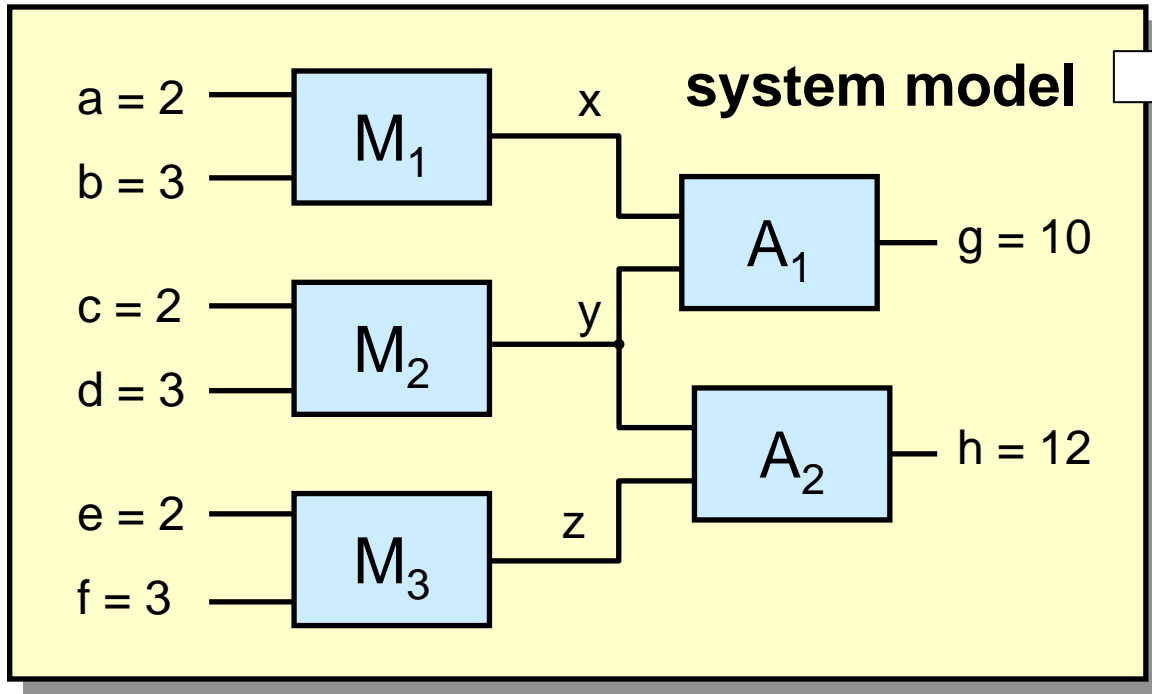 system model
a = 2
b = 3
M₁
x
A₁
g = 10
c = 2
d = 3
M₂
y
A₂
h = 12
e = 2
f = 3
M₃
z